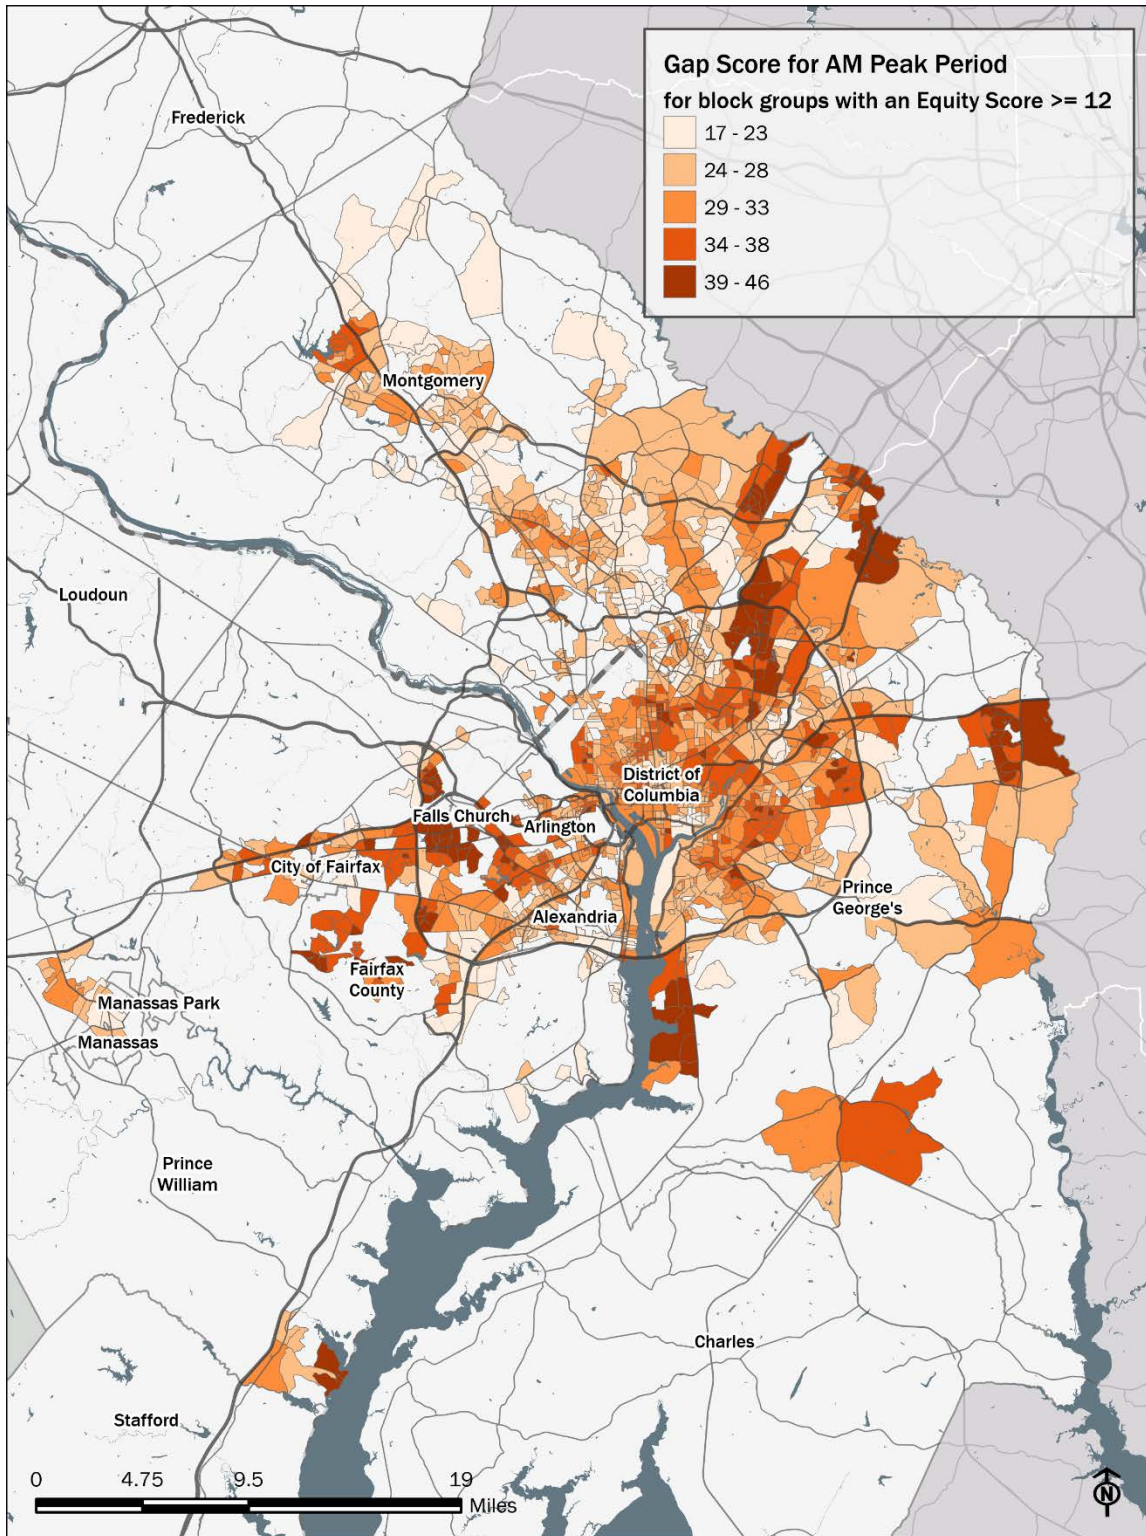 Gap Score for AM Peak Period
for block groups with an Equity Score >= 12
17 - 23
24 - 28
29 - 33
34 - 38
39 - 46
Frederick
Montgomery
Loudoun
District of
Columbia
Falls Church
Arlington
City of Fairfax
Prince
George's
Alexandria
Fairfax
County
Manassas Park
Manassas
Prince
William
Charles
Stafford
0 4.75 9.5 19
Miles
N